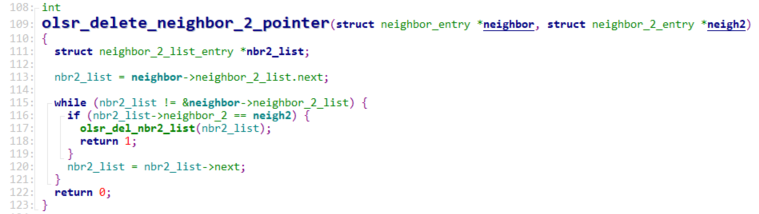 108: int
109: olsr_delete_neighbor_2_pointer(struct neighbor_entry *neighbor, struct neighbor_2_entry *neigh2)
110: {
111:   struct neighbor_2_list_entry *nbr2_list;
112:
113:   nbr2_list = neighbor->neighbor_2_list.next;
114:
115:   while (nbr2_list != &neighbor->neighbor_2_list) {
116:     if (nbr2_list->neighbor_2 == neigh2) {
117:       olsr_del_nbr2_list(nbr2_list);
118:       return 1;
119:     }
120:     nbr2_list = nbr2_list->next;
121:   }
122:   return 0;
123: }